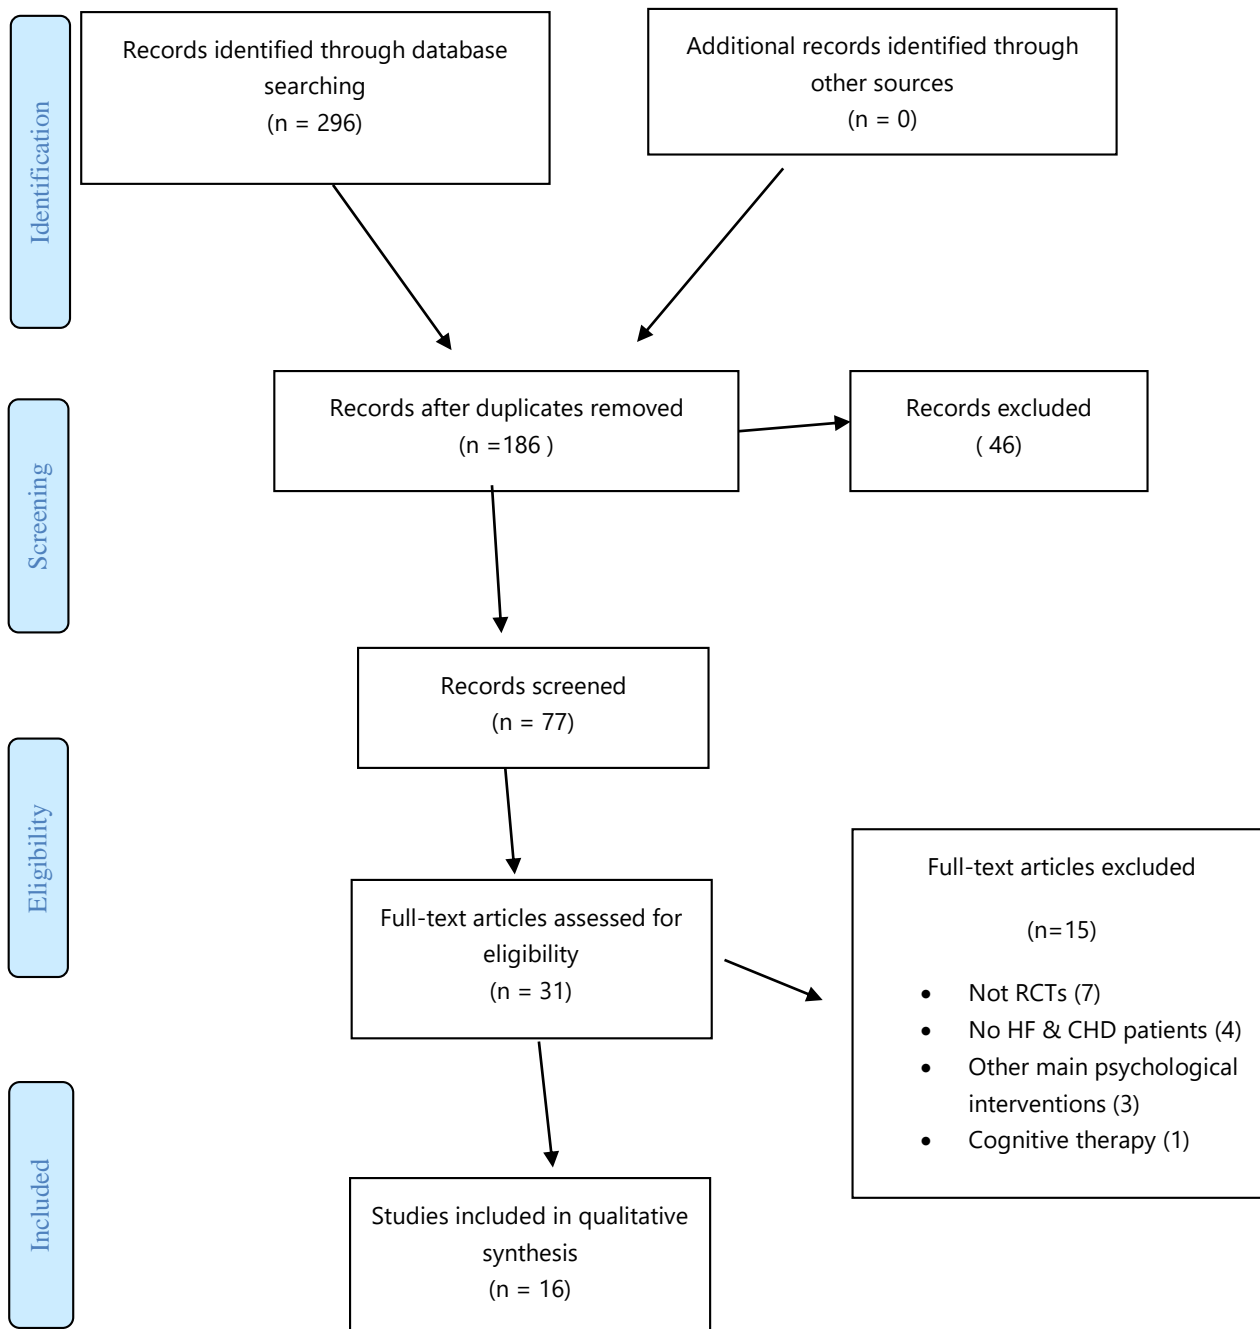 Identification
Records identified through database
searching
(n = 296)
Additional records identified through
other sources
(n = 0)
Screening
Records after duplicates removed
(n =186 )
Records excluded
( 46)
Records screened
(n = 77)
Eligibility
Full-text articles assessed for
eligibility
(n = 31)
Full-text articles excluded
(n=15)
• Not RCTs (7)
• No HF & CHD patients (4)
• Other main psychological
interventions (3)
• Cognitive therapy (1)
Included
Studies included in qualitative
synthesis
(n = 16)